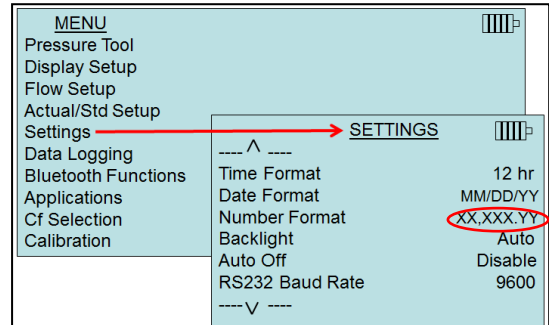 MENU
Pressure Tool
Display Setup
Flow Setup
Actual/Std Setup
Settings
Data Logging
Bluetooth Functions
Applications
Cf Selection
Calibration
SETTINGS
---- ^ ----
Time Format 12 hr
Date Format MM/DD/YY
Number Format XX,XXX.YY
Backlight Auto
Auto Off Disable
RS232 Baud Rate 9600
---- v ----